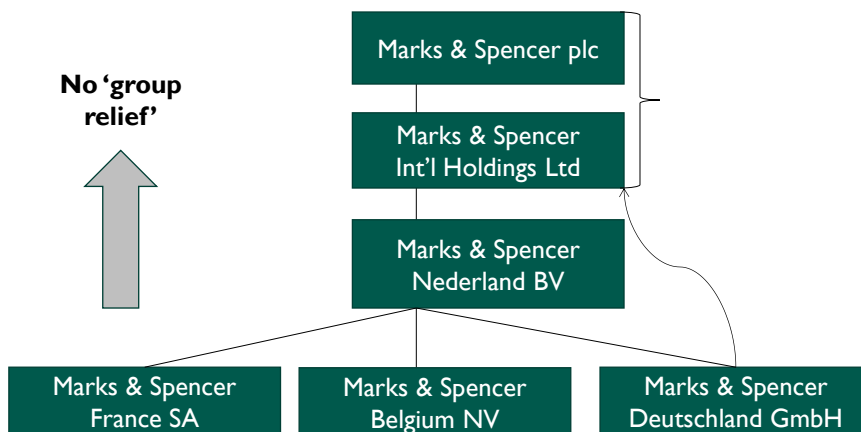 Marks & Spencer plc
No ‘group
relief’
Marks & Spencer
Int’l Holdings Ltd
Marks & Spencer
Nederland BV
Marks & Spencer
France SA
Marks & Spencer
Belgium NV
Marks & Spencer
Deutschland GmbH